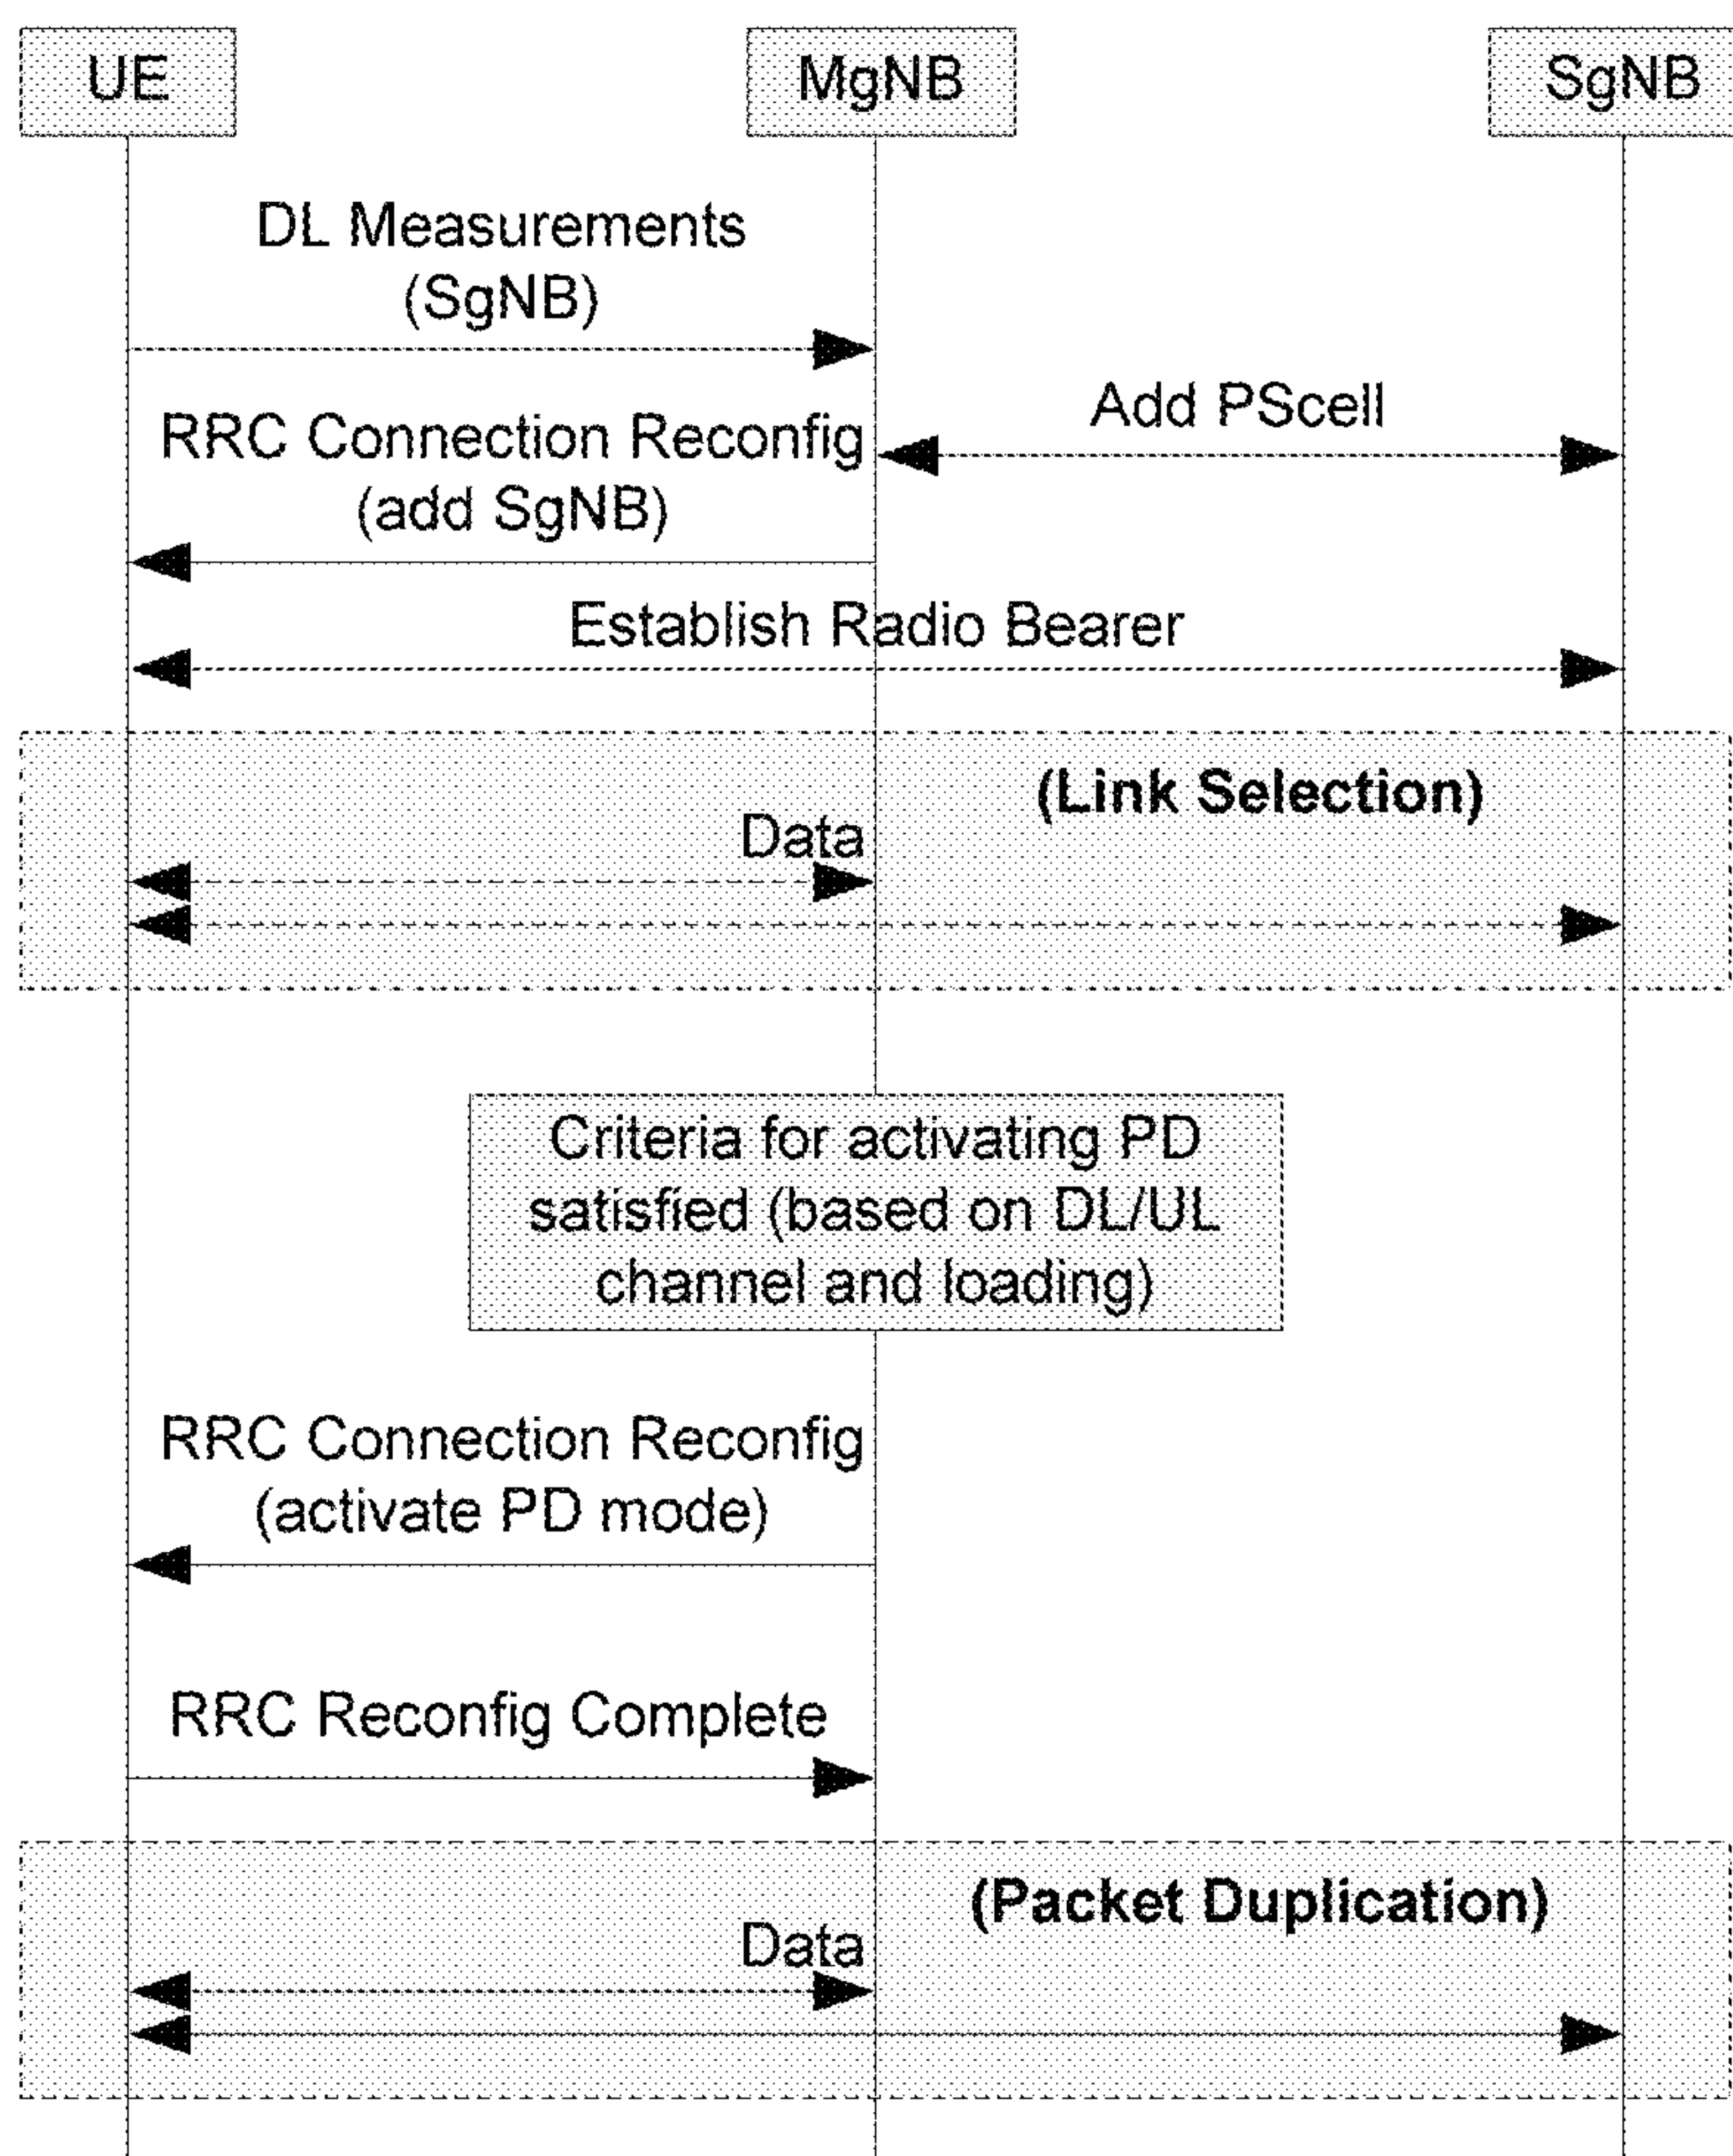 UE
MgNB
SgNB
DL Measurements
(SgNB)
Add PScell
RRC Connection Reconfig
(add SgNB)
Establish Radio Bearer
(Link Selection)
Data
Criteria for activating PD
satisfied (based on DL/UL
channel and loading)
RRC Connection Reconfig
(activate PD mode)
RRC Reconfig Complete
(Packet Duplication)
Data